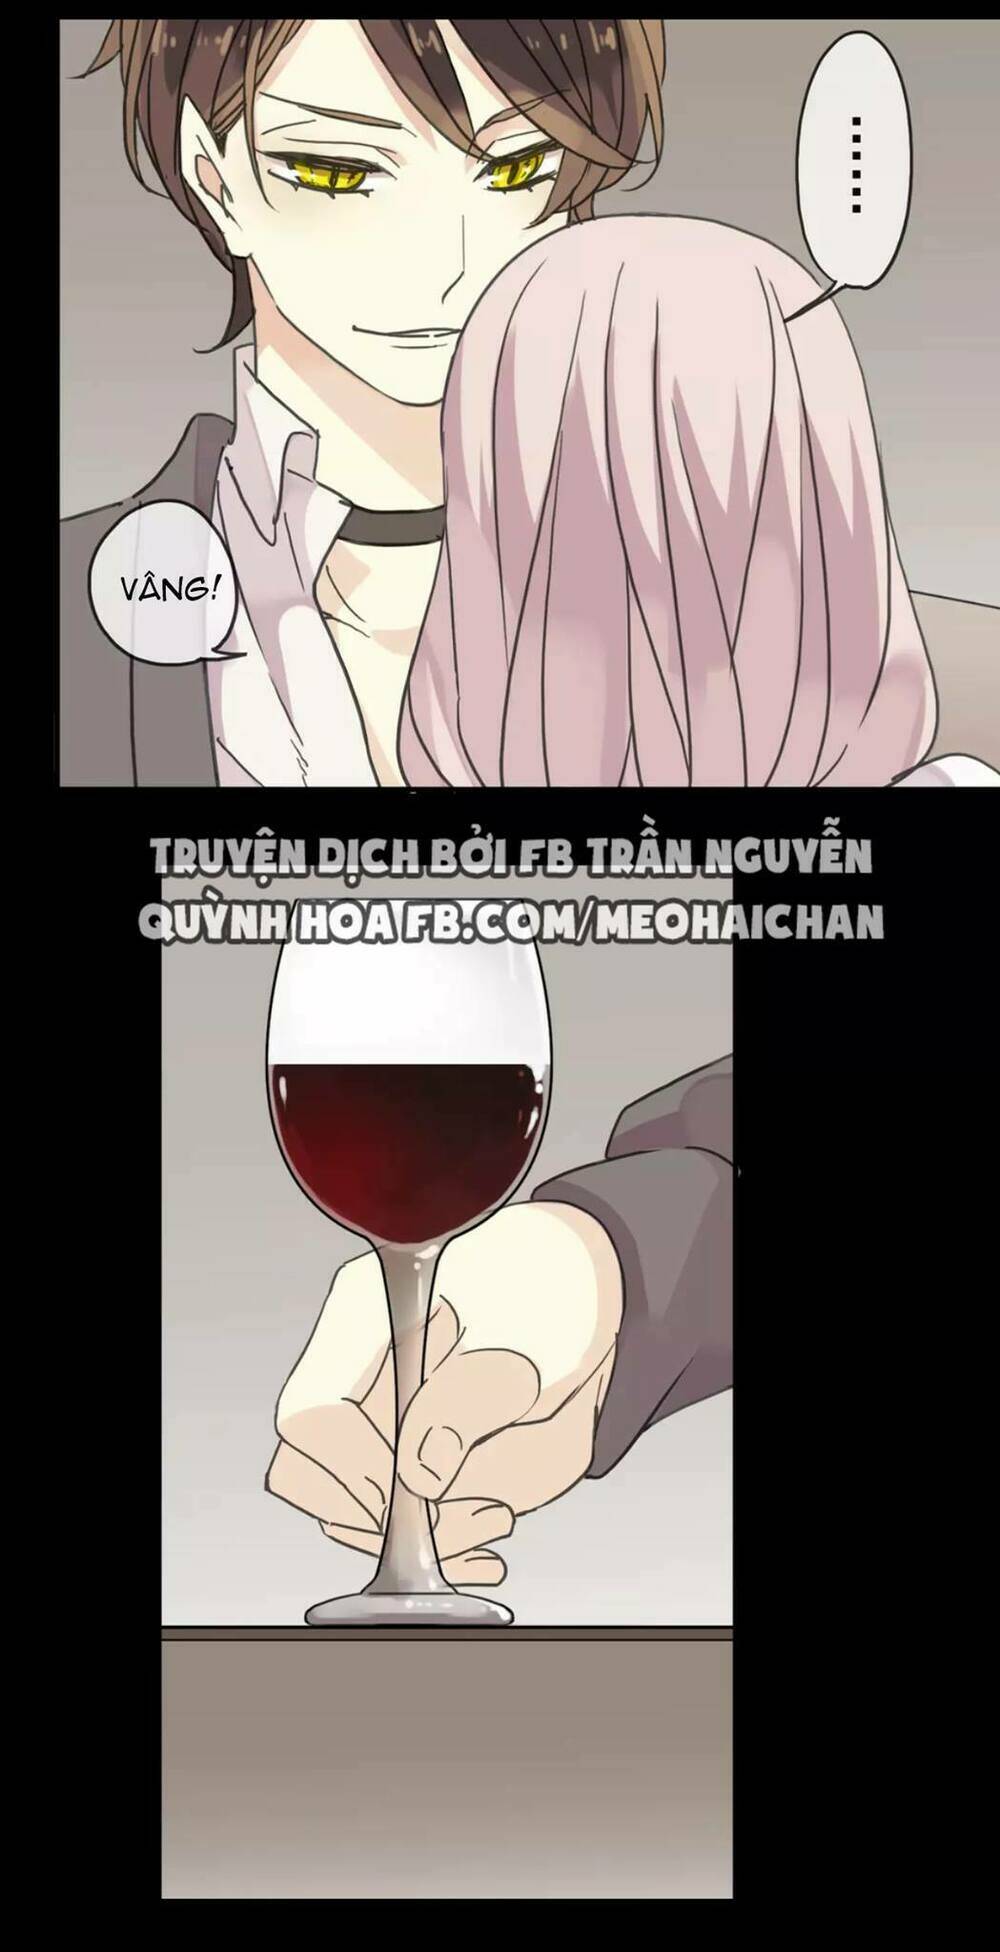 ......
VÂNG!
TRUYỆN DỊCH BỞI FB TRẦN NGUYỄN
QUỲNH HOA FB.COM/MEOHAICHAN